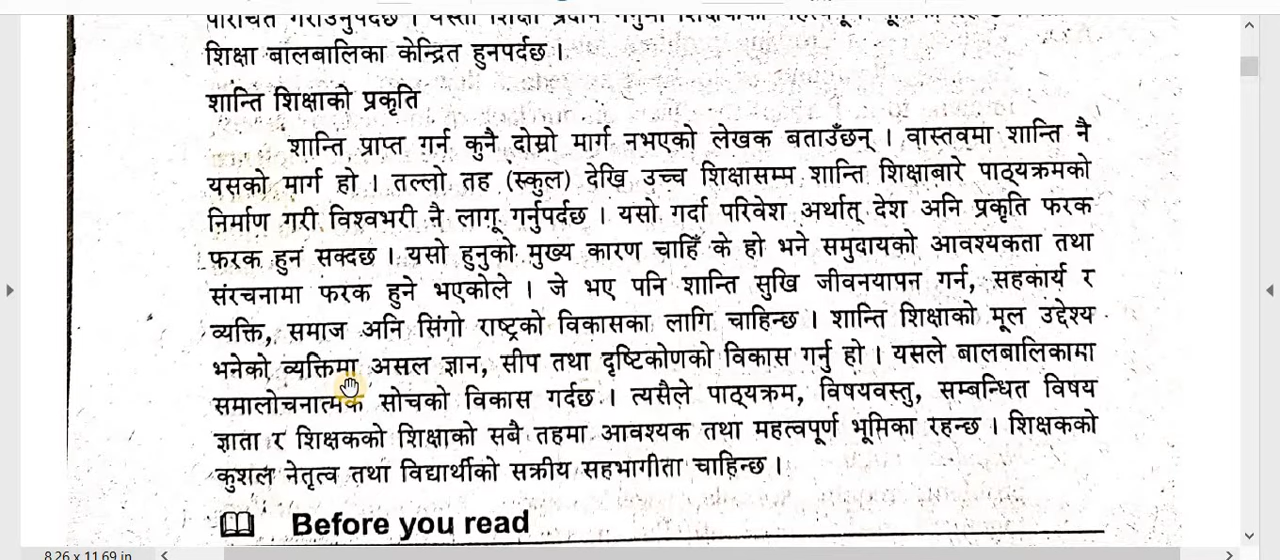 शिक्षा बालबालिका केन्द्रित हुनपर्दछ ।
शान्ति शिक्षाको प्रकृति
शान्ति प्राप्त गर्न कुनै दोस्रो मार्ग नभएको लेखक बताउँछन् । वास्तवमा शान्ति नै
यसको मार्ग हो । तल्लो तह (स्कुल) देखि उच्च शिक्षासम्म शान्ति शिक्षाबारे पाठ्यक्रमको
निर्माण गरी विश्वभरी नै लागू गर्नुपर्दछ । यसो गर्दा परिवेश अर्थात् देश अनि प्रकृति फरक
फरक हुन सक्दछ । यसो हुनुको मुख्य कारण चाहिँ के हो भने समुदायको आवश्यकता तथा
संरचनामा फरक हुने भएकोले । जे भए पनि शान्ति सुखि जीवनयापन गर्न, सहकार्य र
व्यक्ति, समाज अनि सिंगो राष्ट्रको विकासका लागि चाहिन्छ । शान्ति शिक्षाको मूल उद्देश्य
भनेको व्यक्तिमा असल ज्ञान, सीप तथा दृष्टिकोणको विकास गर्नु हो । यसले बालबालिकामा
समालोचनात्मक सोचको विकास गर्दछ । त्यसैले पाठ्यक्रम, विषयवस्तु, सम्बन्धित विषय
ज्ञाता र शिक्षकको शिक्षाको सबै तहमा आवश्यक तथा महत्वपूर्ण भूमिका रहन्छ । शिक्षकको
कुशल नेतृत्व तथा विद्यार्थीको सक्रीय सहभागीता चाहिन्छ ।
Before you read
8.26 x 11.69 in